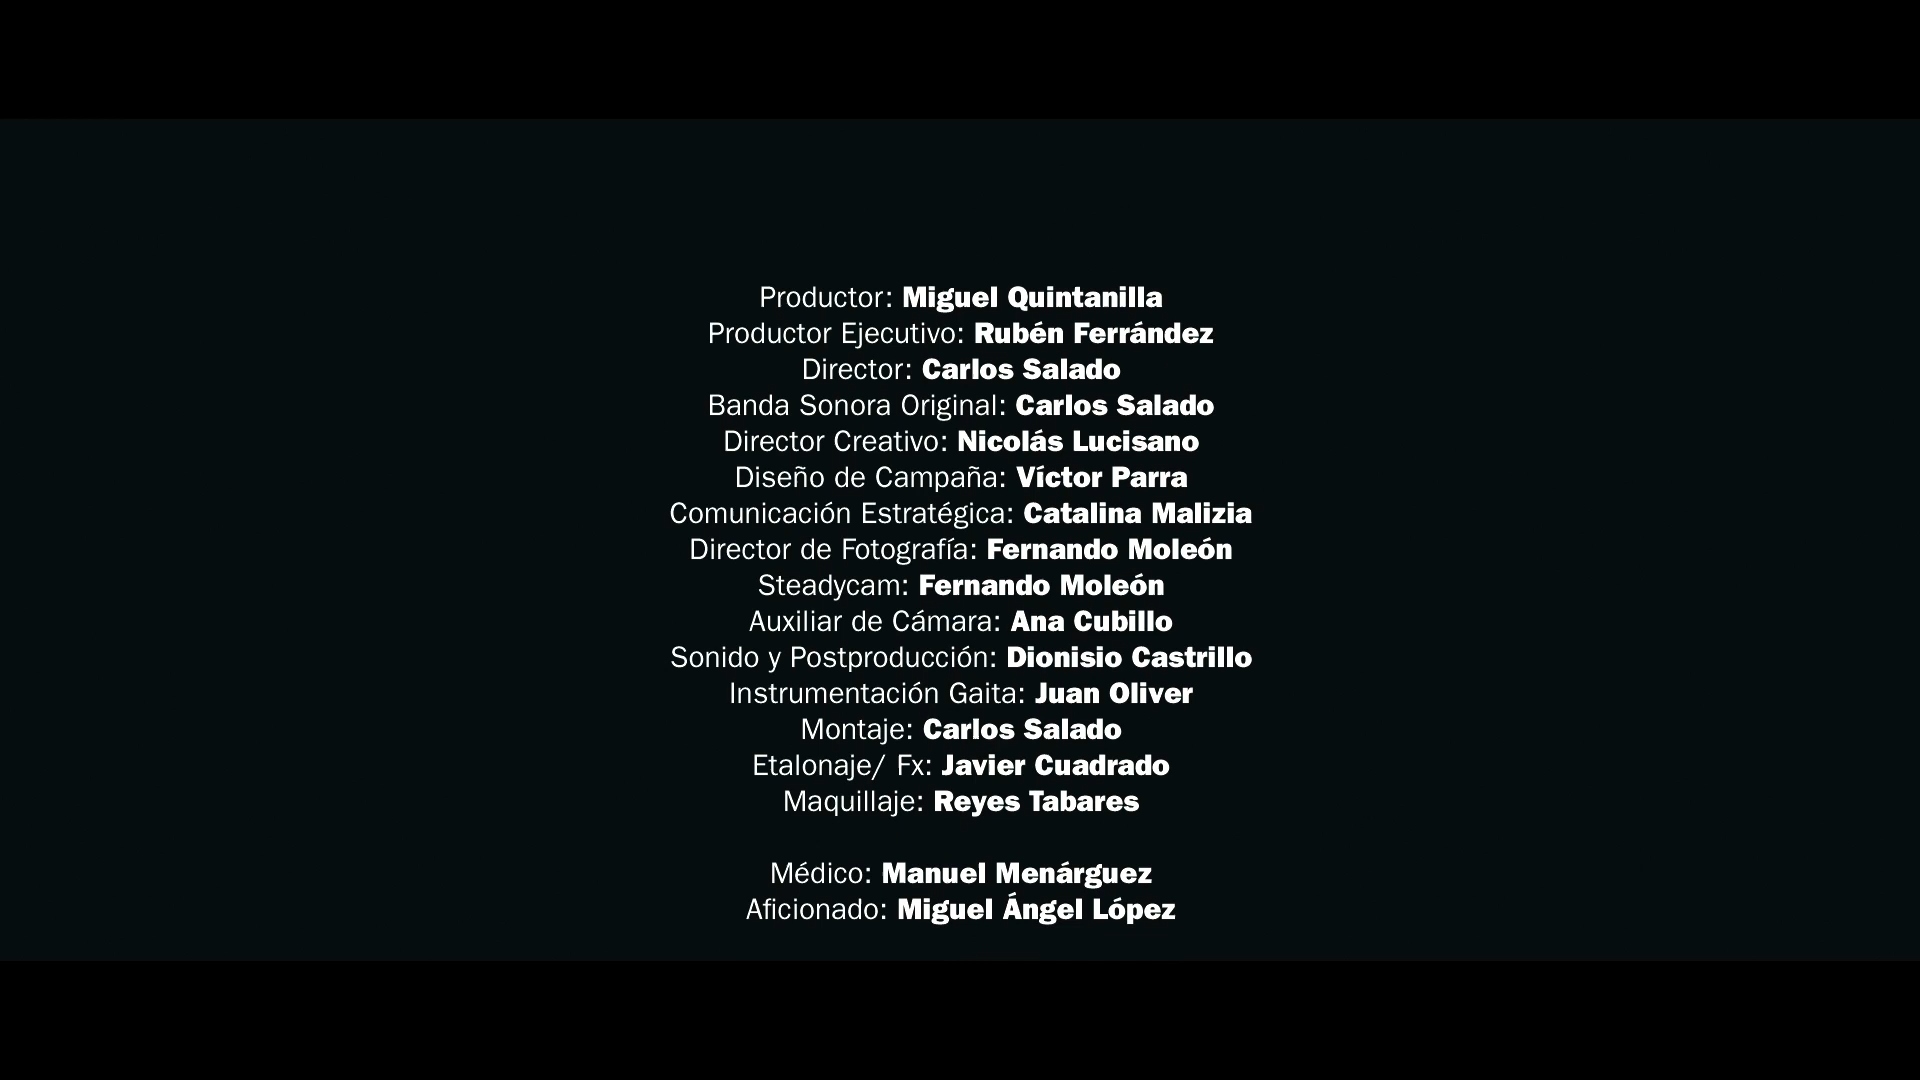 Productor: Miguel Quintanilla
Productor Ejecutivo: Rubén Ferrández
Director: Carlos Salado
Banda Sonora Original: Carlos Salado
Director Creativo: Nicolás Lucisano
Diseño de Campaña: Víctor Parra
Comunicación Estratégica: Catalina Malizia
Director de Fotografía: Fernando Moleón
Steadycam: Fernando Moleón
Auxiliar de Cámara: Ana Cubillo
Sonido y Postproducción: Dionisio Castrillo
Instrumentación Gaita: Juan Oliver
Montaje: Carlos Salado
Etalonaje/ Fx: Javier Cuadrado
Maquillaje: Reyes Tabares
Médico: Manuel Menárguez
Aficionado: Miguel Ángel López